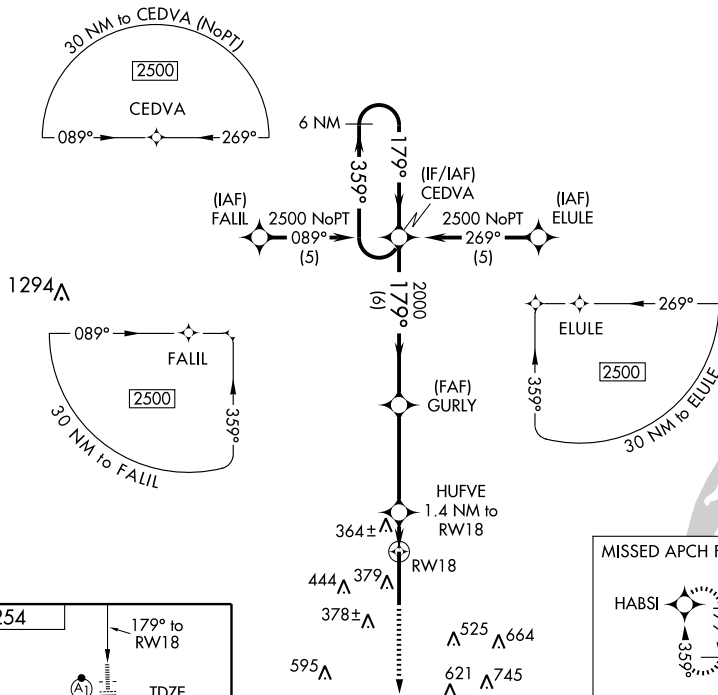 30 NM to CEDVA (NoPT)
2500
CEDVA
089°
269°
6 NM
359°
179°
(IF/IAF)
CEDVA
(IAF)
FALIL
2500 NoPT
089°
(5)
2500 NoPT
269°
(5)
(IAF)
ELULE
2000
179°
(6)
1294
089°
FALIL
2500
359°
30 NM to FALIL
269°
ELULE
2500
359°
30 NM to ELULE
(FAF)
GURLY
HUFVE
1.4 NM to
RW18
364±
RW18
444
379
378±
525
664
595
621
745
254
179° to
RW18
A1
TDZE
MISSED APCH F
HABSI
359°